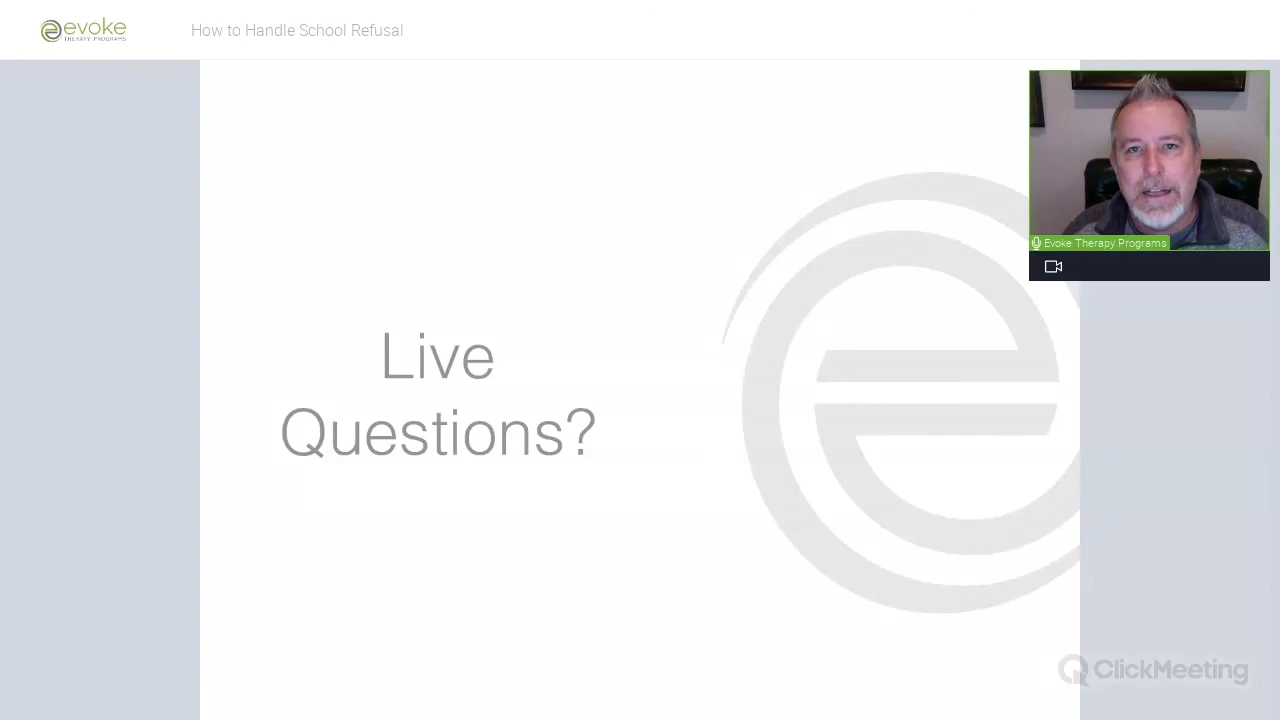 evoke
THERAPY PROGRAMS
How to Handle School Refusal
Evoke Therapy Programs
Live
Questions?
ClickMeeting